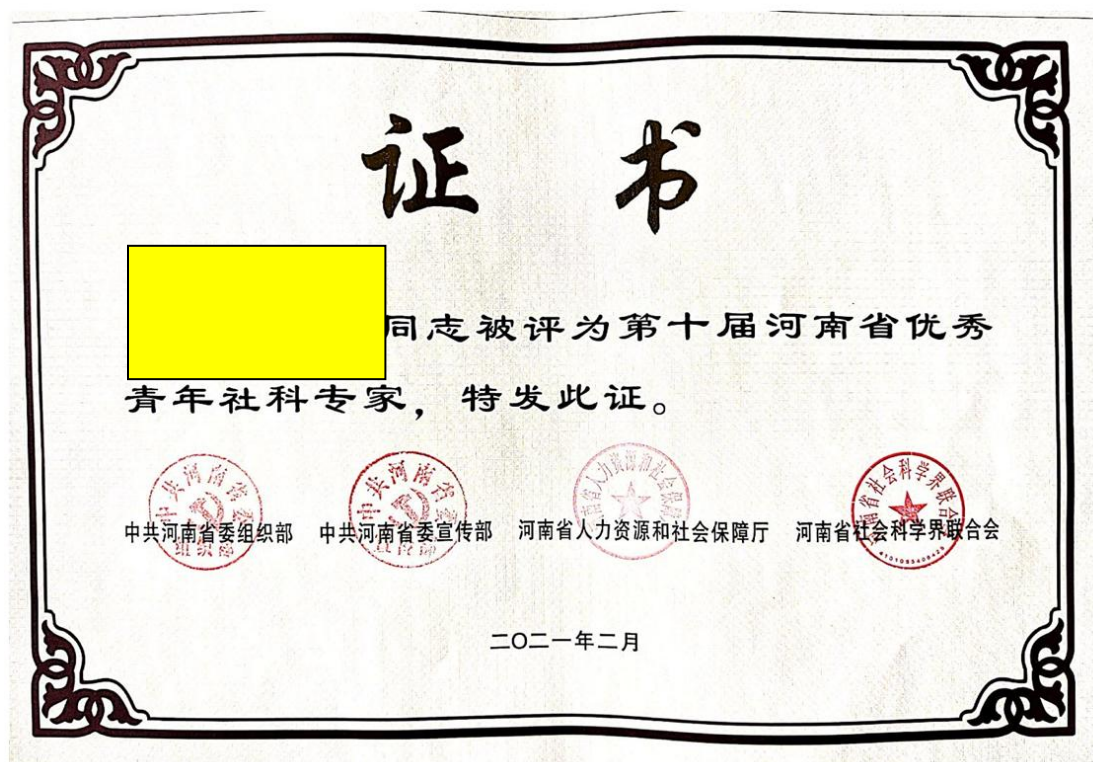 证 书
同志被评为第十届河南省优秀
青年社科专家，特发此证。
中共河南省委组织部 中共河南省委宣传部 河南省人力资源和社会保障厅 河南省社会科学界联合会
二〇二一年二月